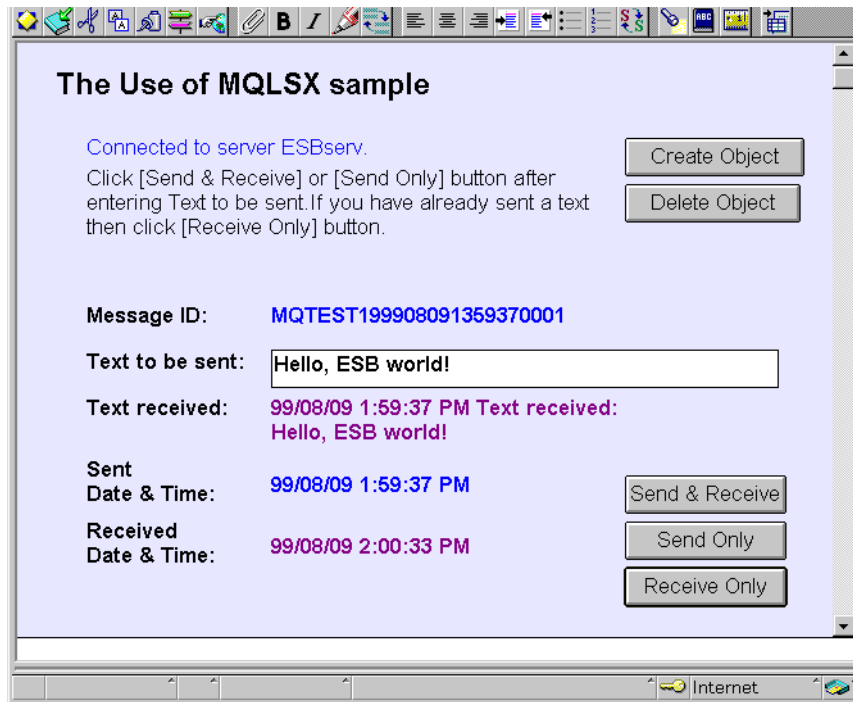 B I
ABC
The Use of MQLSX sample
Connected to server ESBserv.
Create Object
Click [Send & Receive] or [Send Only] button after
entering Text to be sent.If you have already sent a text
then click [Receive Only] button.
Delete Object
Message ID: MQTEST199908091359370001
Text to be sent: Hello, ESB world!
Text received: 99/08/09 1:59:37 PM Text received:
Hello, ESB world!
Sent
Date & Time: 99/08/09 1:59:37 PM
Send & Receive
Received
Date & Time: 99/08/09 2:00:33 PM
Send Only
Receive Only
Internet